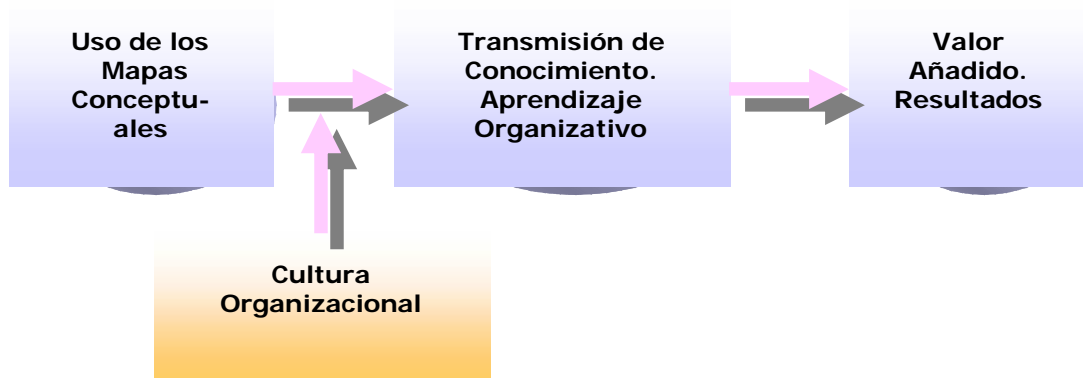 Uso de los
Mapas
Conceptu-
ales
Transmisión de
Conocimiento.
Aprendizaje
Organizativo
Valor
Añadido.
Resultados
Cultura
Organizacional